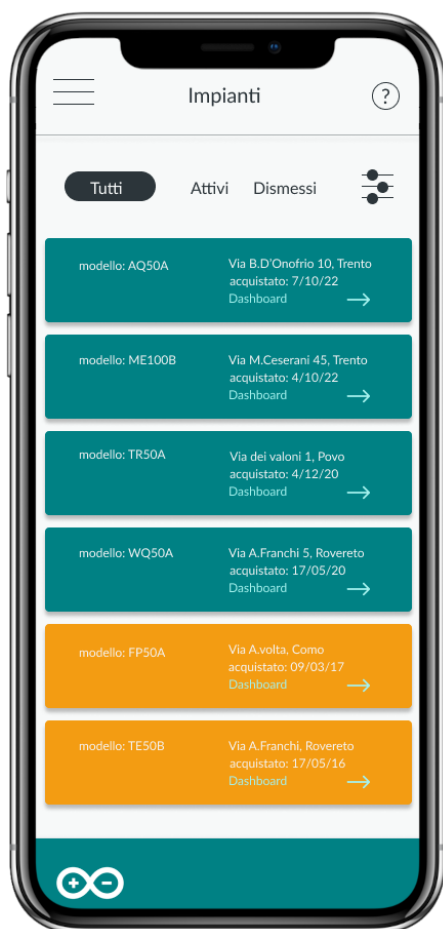 Impianti
?
Tutti
Attivi
Dismessi
modello: AQ50A
Via B.D'Onofrio 10, Trento
acquistato: 7/10/22
Dashboard
modello: ME100B
Via M.Ceserani 45, Trento
acquistato: 4/10/22
Dashboard
modello: TR50A
Via dei valoni 1, Povo
acquistato: 4/12/20
Dashboard
modello: WQ50A
Via A.Franchi 5, Rovereto
acquistato: 17/05/20
Dashboard
modello: FP50A
Via A.volta, Como
acquistato: 09/03/17
Dashboard
modello: TE50B
Via A.Franchi, Rovereto
acquistato: 17/05/16
Dashboard